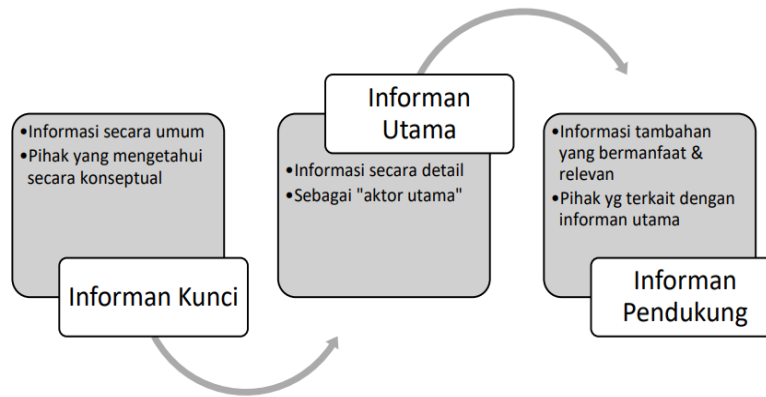 •Informasi secara umum
•Pihak yang mengetahui
secara konseptual
Informan Kunci
Informan
Utama
•Informasi secara detail
•Sebagai "aktor utama"
•Informasi tambahan
yang bermanfaat &
relevan
•Pihak yg terkait dengan
informan utama
Informan
Pendukung